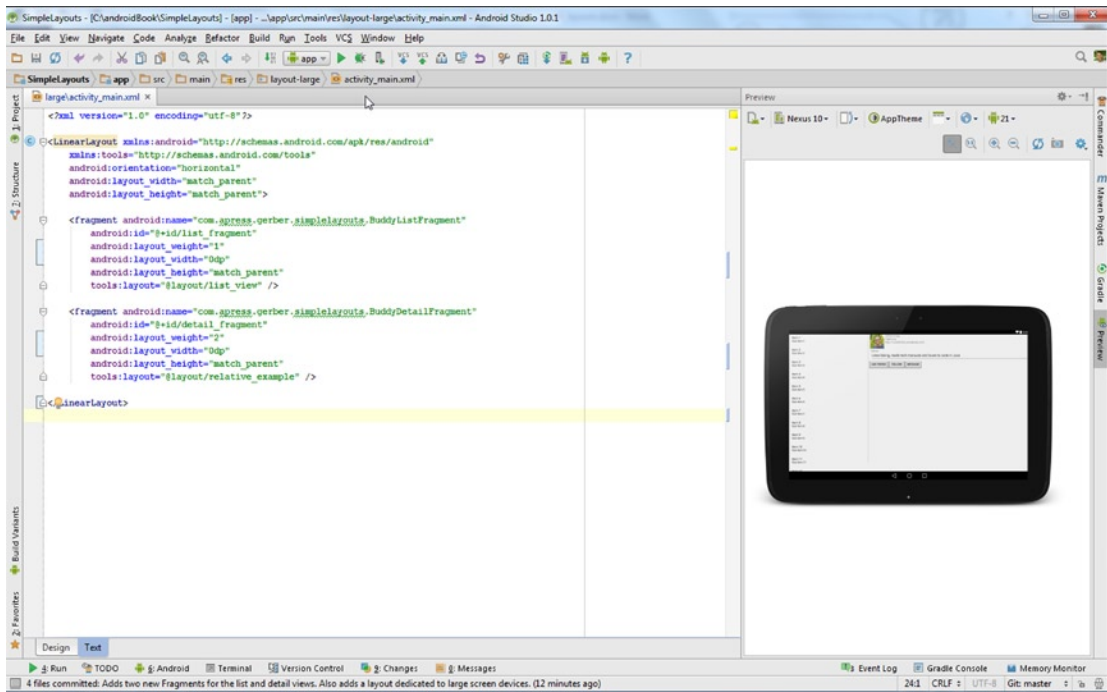 SimpleLayouts - [C:\androidBook\SimpleLayouts] - [app] - ...\app\src\main\res\layout-large\activity_main.xml - Android Studio 1.0.1
File Edit View Navigate Code Analyze Refactor Build Run Tools VCS Window Help
app
SimpleLayouts app src main res layout-large activity_main.xml
1: Project
2: Structure
Build Variants
2: Favorites
large\activity_main.xml ×
<?xml version="1.0" encoding="utf-8"?>
<LinearLayout xmlns:android="http://schemas.android.com/apk/res/android"
xmlns:tools="http://schemas.android.com/tools"
android:orientation="horizontal"
android:layout_width="match_parent"
android:layout_height="match_parent">
<fragment android:name="com.apress.gerber.simplelayouts.BuddyListFragment"
android:id="@+id/list_fragment"
android:layout_weight="1"
android:layout_width="0dp"
android:layout_height="match_parent"
tools:layout="@layout/list_view" />
<fragment android:name="com.apress.gerber.simplelayouts.BuddyDetailFragment"
android:id="@+id/detail_fragment"
android:layout_weight="2"
android:layout_width="0dp"
android:layout_height="match_parent"
tools:layout="@layout/relative_example" />
</LinearLayout>
Design Text
Preview
Nexus 10 AppTheme 21
Commander
Maven Projects
Gradle
Preview
4: Run TODO 6: Android Terminal Version Control 9: Changes 0: Messages Event Log Gradle Console Memory Monitor
4 files committed: Adds two new Fragments for the list and detail views. Also adds a layout dedicated to large screen devices. (12 minutes ago) 24:1 CRLF UTF-8 Git: master